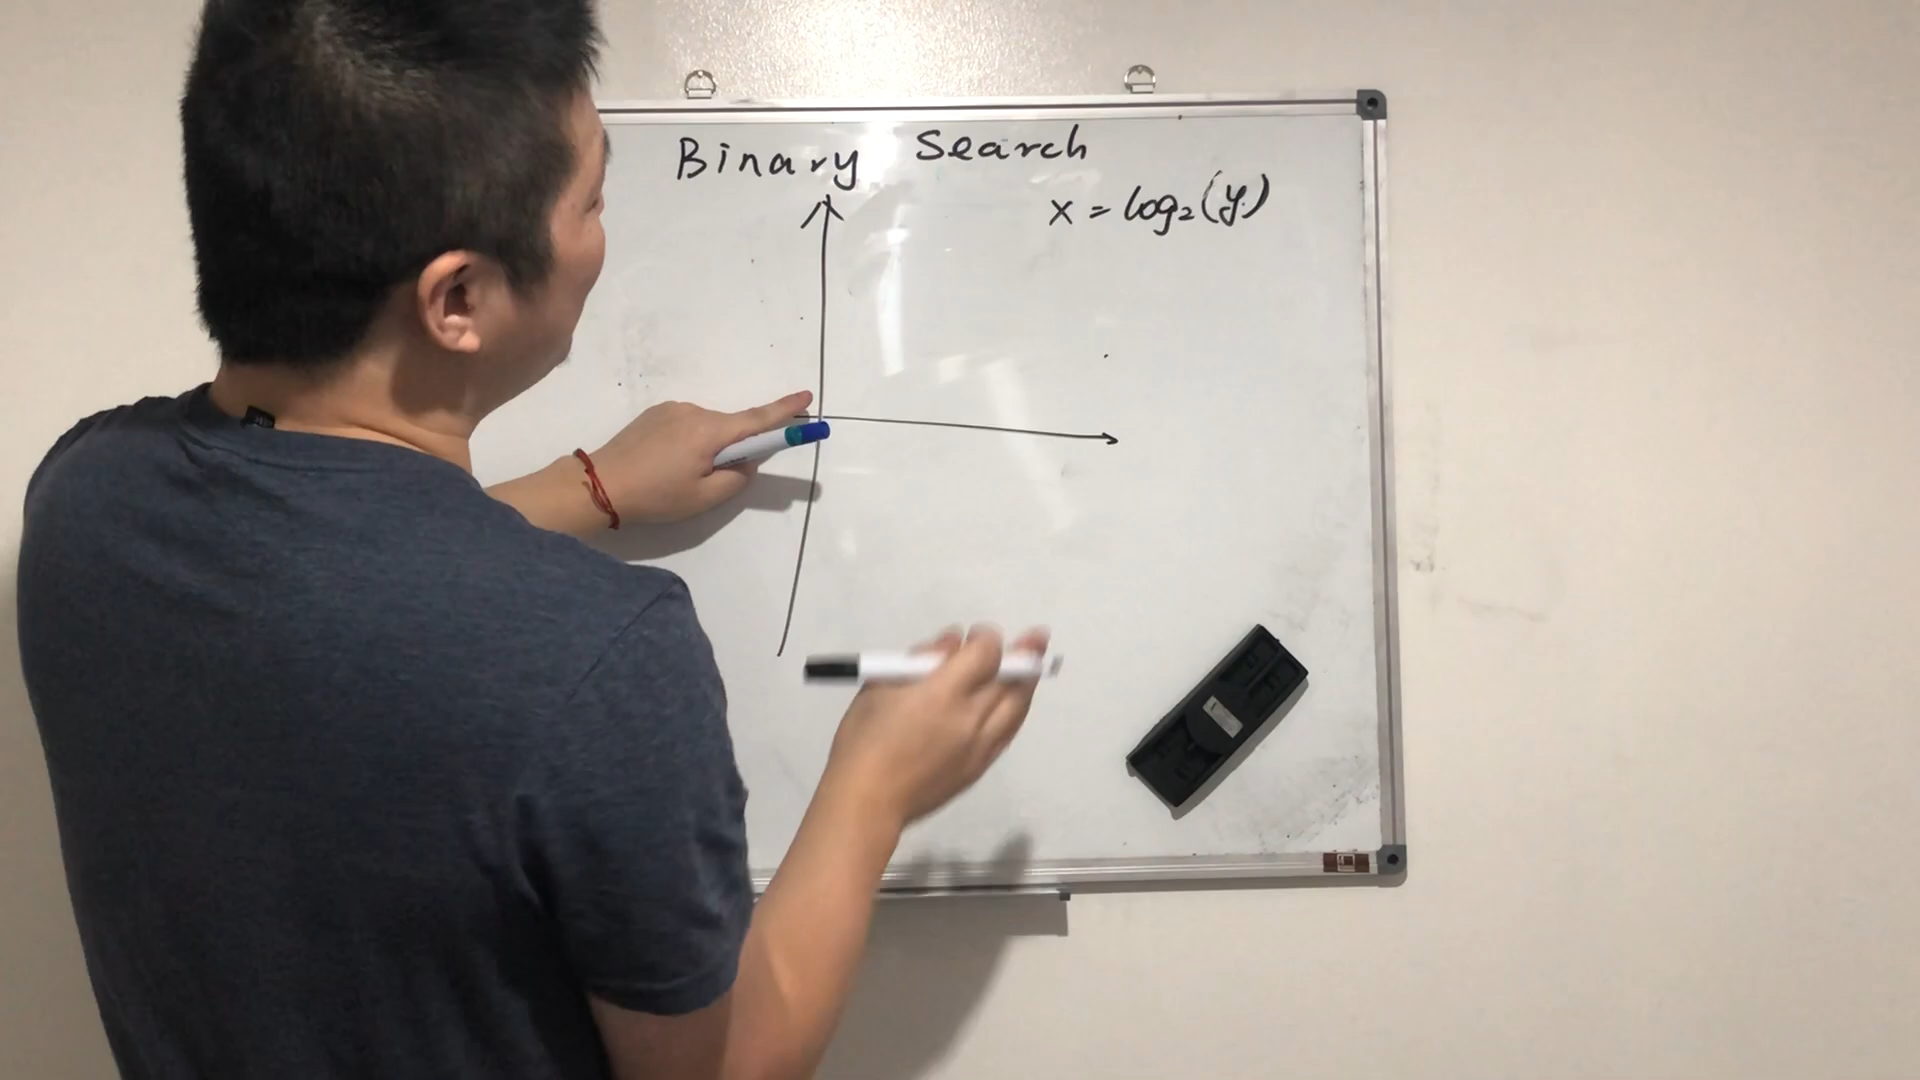 Binary Search
x = log₂(y)